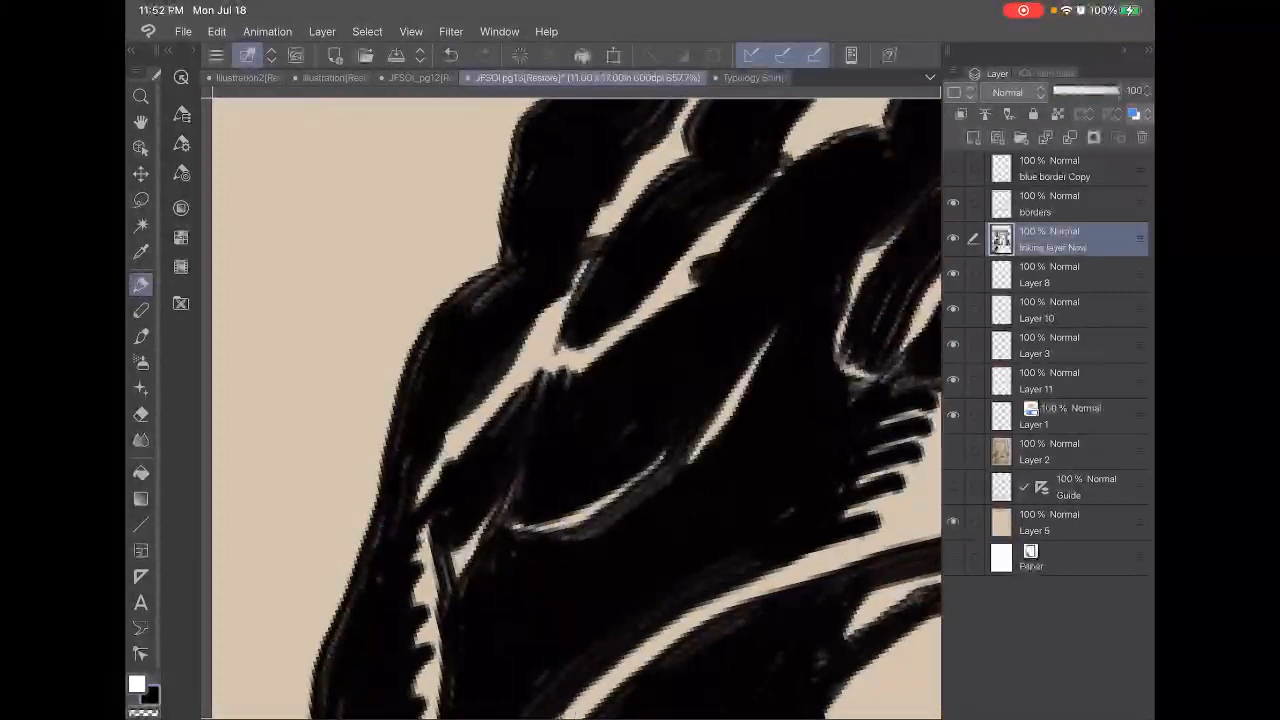 11:52 PM Mon Jul 18
100%
File Edit Animation Layer Select View Filter Window Help
Layer
Normal
100
100 % Normal
blue border Copy
100 % Normal
borders
100 % Normal
Inking layer New
100 % Normal
Layer 8
100 % Normal
Layer 10
100 % Normal
Layer 3
100 % Normal
Layer 11
100 % Normal
Layer 1
100 % Normal
Layer 2
100 % Normal
Guide
100 % Normal
Layer 5
Paper